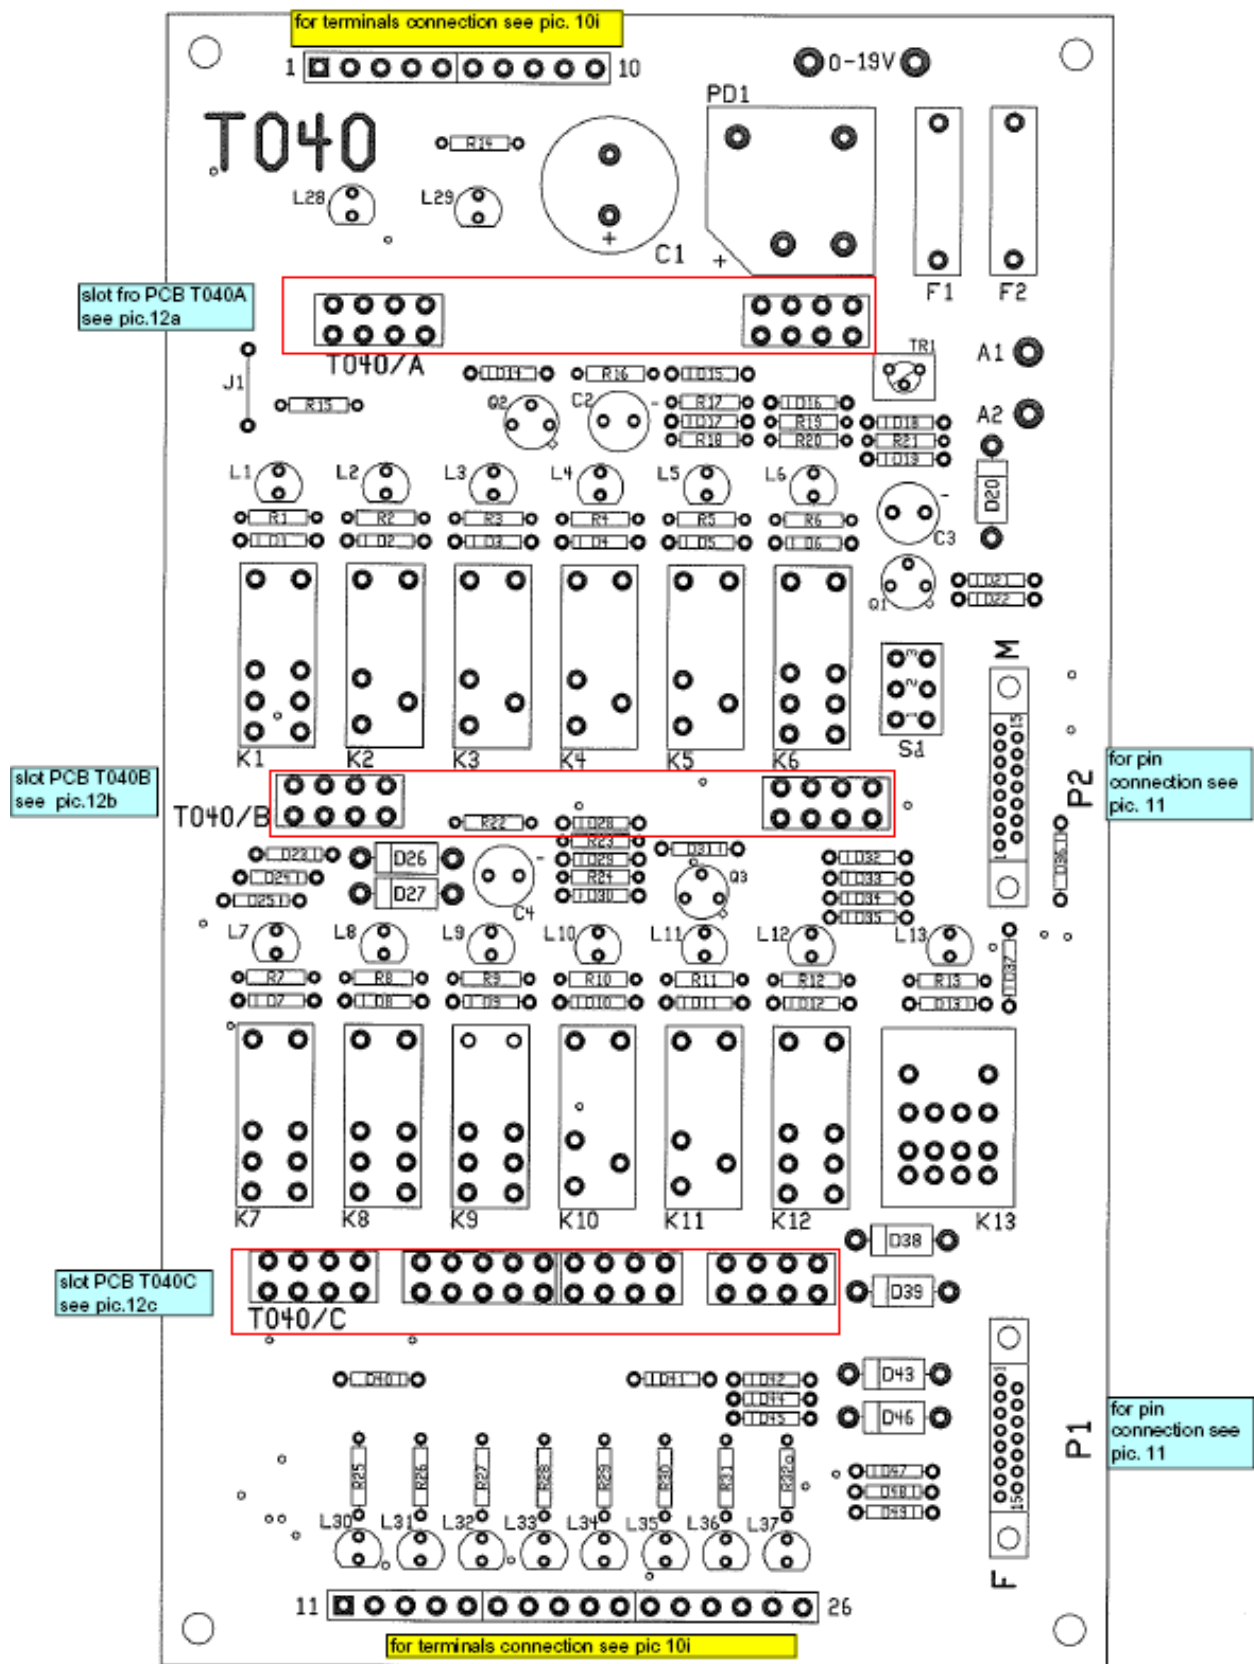 for terminals connection see pic. 10i
1 10
0-19V
PD1
T040
R14
L28 L29
C1
+ +
F1 F2
slot fro PCB T040A
see pic.12a
T040/A
TR1
A1
J1
D14 R16 D15
R15
Q2 C2 -
R17 D16
D17 R19
R18 R20
D18
R21
D19
A2
D20
L1 L2 L3 L4 L5 L6
R1 R2 R3 R4 R5 R6
D1 D2 D3 D4 D5 D6
- C3
Q1
D21
D22
3
2
1
S1
M
15
1
P2
K1 K2 K3 K4 K5 K6
for pin
connection see
pic. 11
slot PCB T040B
see pic.12b
T040/B
R22 D28
R23
D29
R24
D30
D31
Q3
D23
D24
D25
D26
D27
- C4
D32
D33
D34
D35
D36
D37
L7 L8 L9 L10 L11 L12 L13
R7 R8 R9 R10 R11 R12 R13
D7 D8 D9 D10 D11 D12 D13
K7 K8 K9 K10 K11 K12 K13
D38
D39
slot PCB T040C
see pic.12c
T040/C
D40 D41 D42
D44
D45
D43
D46
1
15
P1
F
for pin
connection see
pic. 11
R25 R26 R27 R28 R29 R30 R31 R32
D47
D48
D49
L30 L31 L32 L33 L34 L35 L36 L37
11 26
for terminals connection see pic 10i